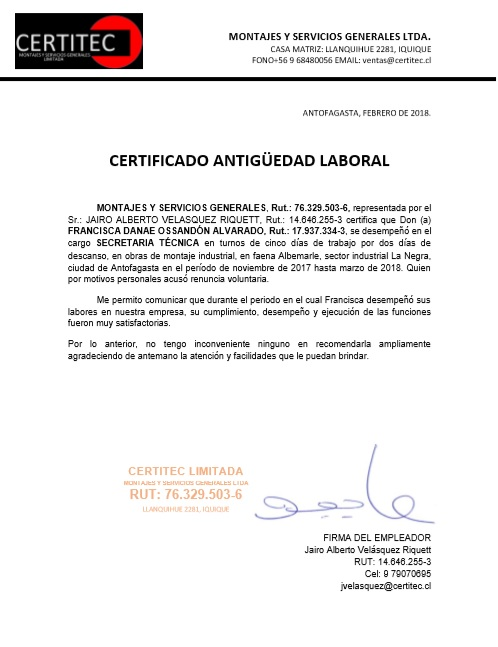 CERTITEC
MONTAJES Y SERVICIOS GENERALES
LIMITADA
MONTAJES Y SERVICIOS GENERALES LTDA.
CASA MATRIZ: LLANQUIHUE 2281, IQUIQUE
FONO+56 9 68480056 EMAIL: ventas@certitec.cl
ANTOFAGASTA, FEBRERO DE 2018.
CERTIFICADO ANTIGÜEDAD LABORAL
MONTAJES Y SERVICIOS GENERALES, Rut.: 76.329.503-6, representada por el
Sr.: JAIRO ALBERTO VELASQUEZ RIQUETT, Rut.: 14.646.255-3 certifica que Don (a)
FRANCISCA DANAE OSSANDÓN ALVARADO, Rut.: 17.937.334-3, se desempeñó en el
cargo SECRETARIA TÉCNICA en turnos de cinco días de trabajo por dos días de
descanso, en obras de montaje industrial, en faena Albemarle, sector industrial La Negra,
ciudad de Antofagasta en el período de noviembre de 2017 hasta marzo de 2018. Quien
por motivos personales acusó renuncia voluntaria.
Me permito comunicar que durante el periodo en el cual Francisca desempeñó sus
labores en nuestra empresa, su cumplimiento, desempeño y ejecución de las funciones
fueron muy satisfactorias.
Por lo anterior, no tengo inconveniente ninguno en recomendarla ampliamente
agradeciendo de antemano la atención y facilidades que le puedan brindar.
CERTITEC LIMITADA
MONTAJES Y SERVICIOS GENERALES LTDA
RUT: 76.329.503-6
LLANQUIHUE 2281, IQUIQUE
FIRMA DEL EMPLEADOR
Jairo Alberto Velásquez Riquett
RUT: 14.646.255-3
Cel: 9 79070695
jvelasquez@certitec.cl